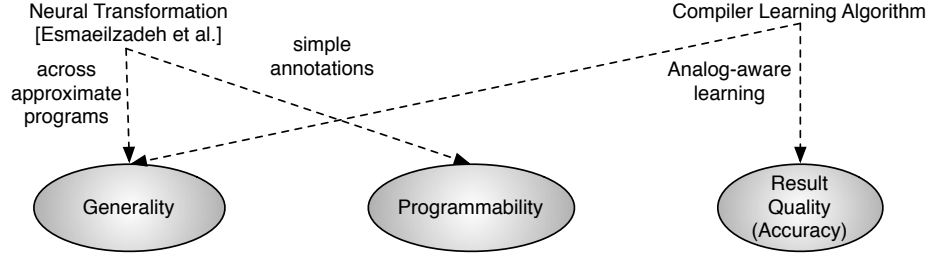 Neural Transformation
[Esmaeilzadeh et al.]
Compiler Learning Algorithm
simple
annotations
across
approximate
programs
Analog-aware
learning
Generality
Programmability
Result
Quality
(Accuracy)